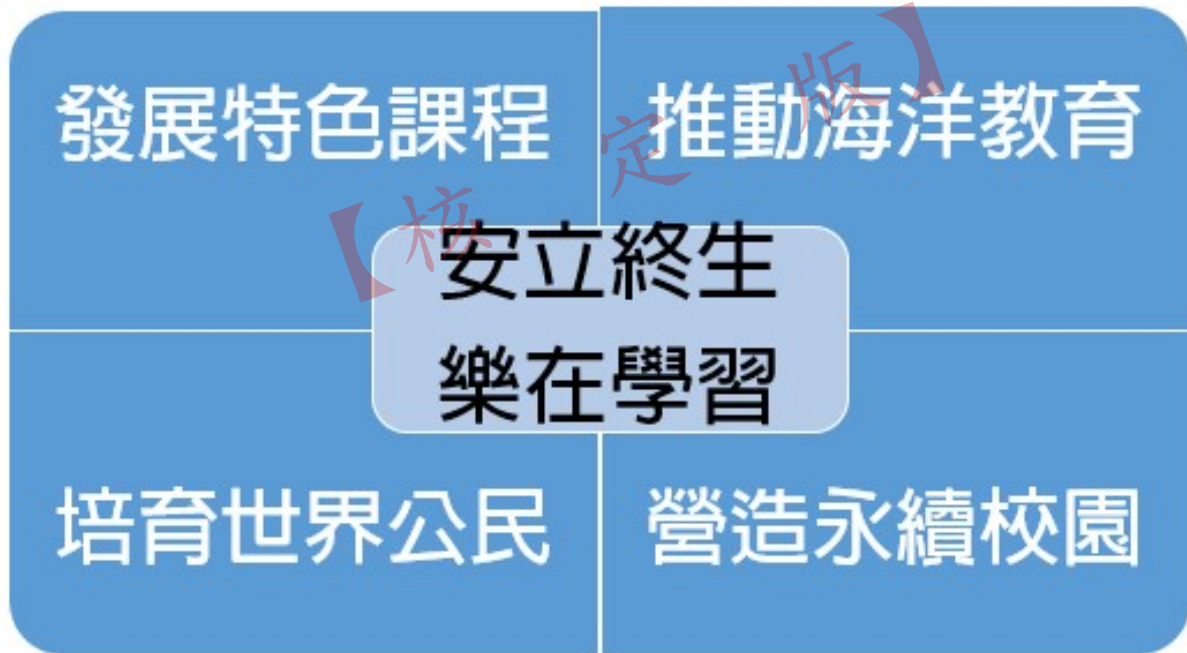 發展特色課程
推動海洋教育
【核定版】
安立終生
樂在學習
培育世界公民
營造永續校園